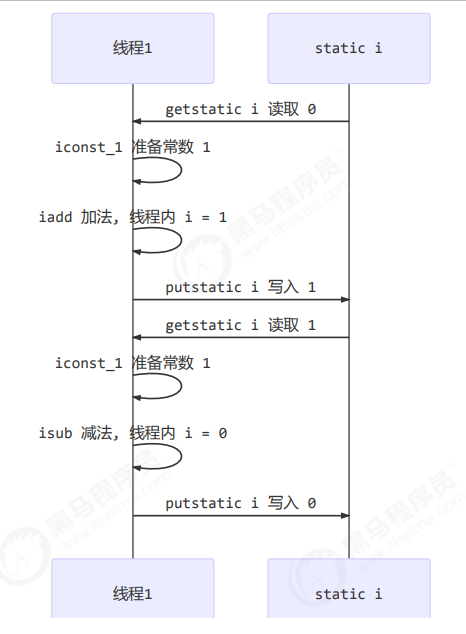 线程1
static i
getstatic i 读取 0
iconst_1 准备常数 1
iadd 加法, 线程内 i = 1
putstatic i 写入 1
getstatic i 读取 1
iconst_1 准备常数 1
isub 减法, 线程内 i = 0
putstatic i 写入 0
线程1
static i
黑马程序员
www.itheima.com
黑马程序员
www.itheima.com
黑马程序员
www.itheima.com